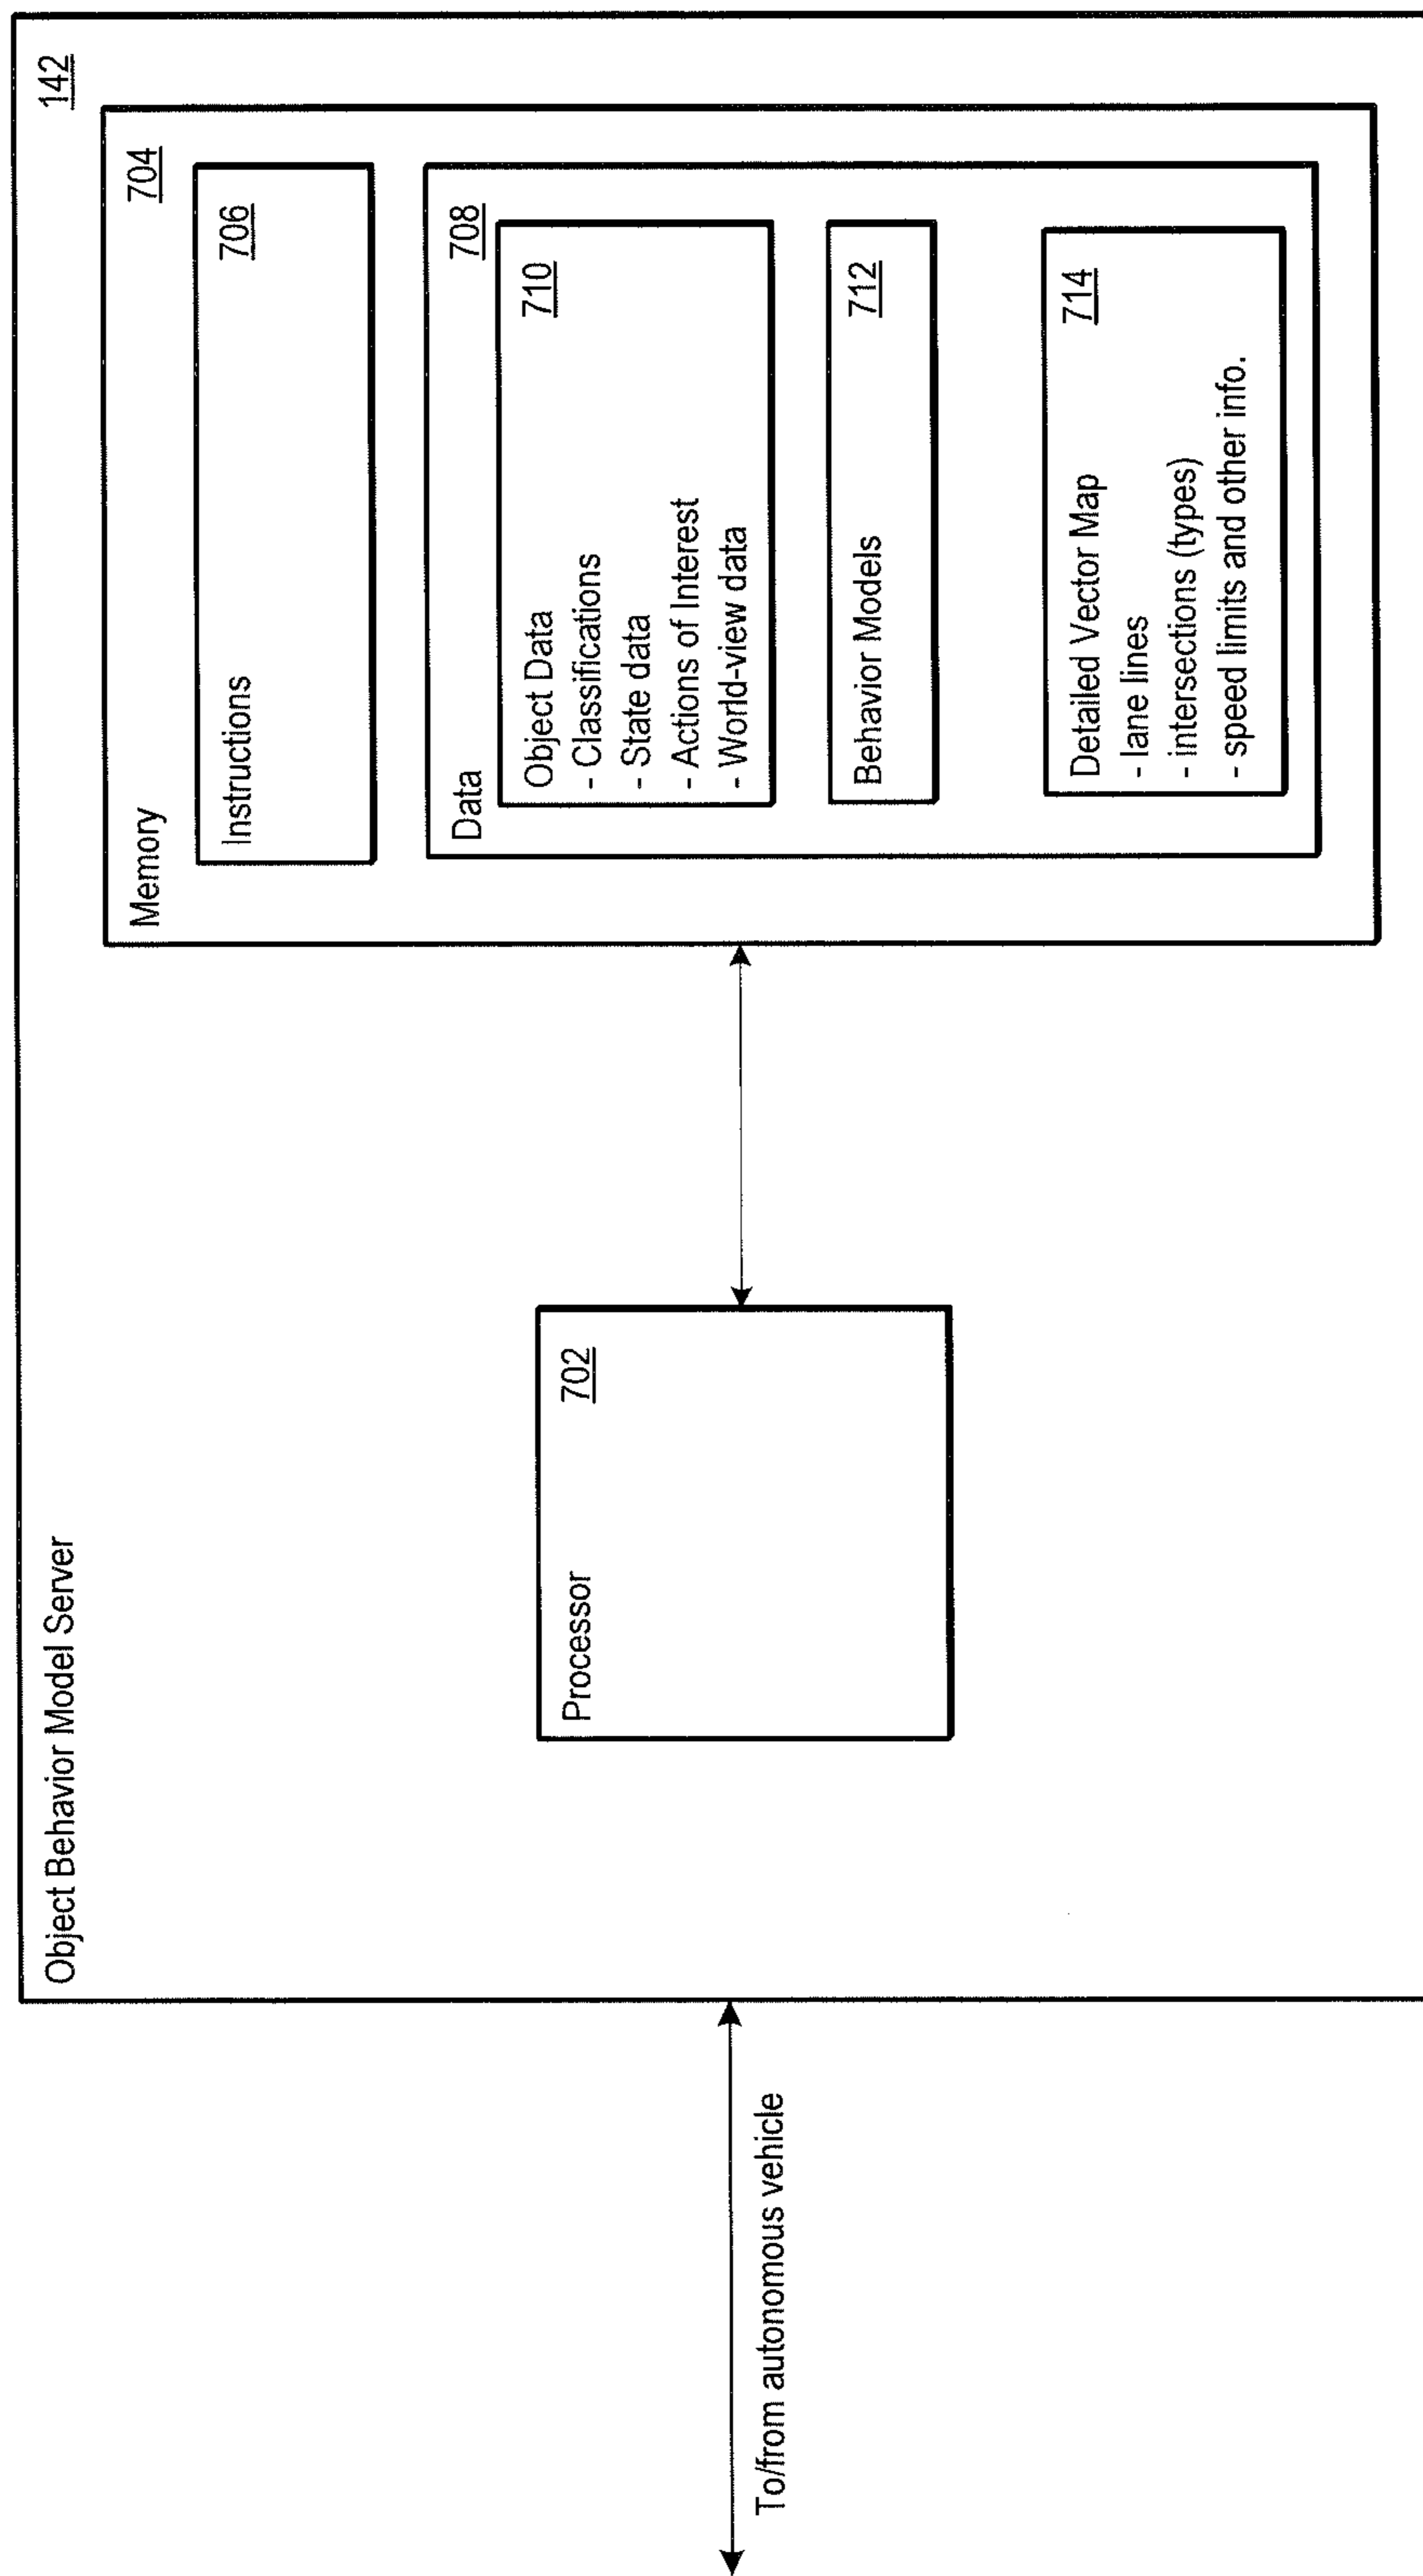 Object Behavior Model Server
142
To/from autonomous vehicle
Processor
702
Memory
704
Instructions
706
Data
708
Object Data
710
- Classifications
- State data
- Actions of Interest
- World-view data
Behavior Models
712
Detailed Vector Map
714
- lane lines
- intersections (types)
- speed limits and other info.